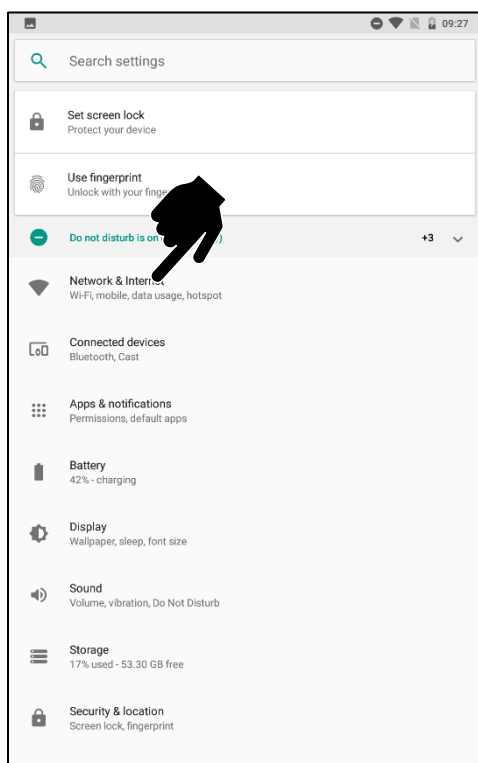 09:27
Search settings
Set screen lock
Protect your device
Use fingerprint
Unlock with your
Do not disturb is on
+3
Network & Internet
Wi-Fi, mobile, data usage, hotspot
Connected devices
Bluetooth, Cast
Apps & notifications
Permissions, default apps
Battery
42% - charging
Display
Wallpaper, sleep, font size
Sound
Volume, vibration, Do Not Disturb
Storage
17% used - 53.30 GB free
Security & location
Screen lock, fingerprint